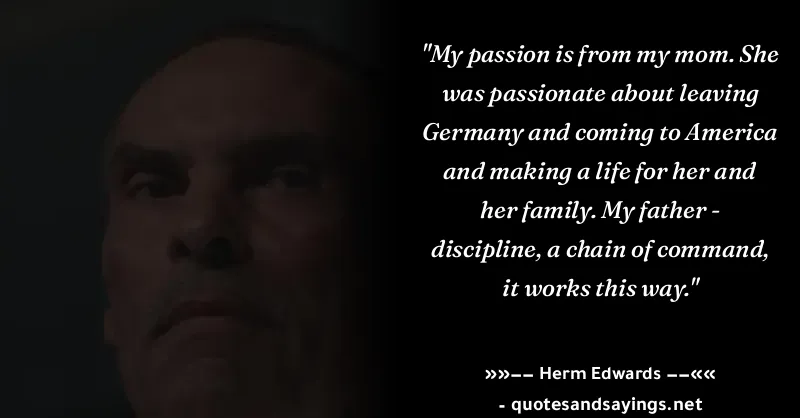 "My passion is from my mom. She
was passionate about leaving
Germany and coming to America
and making a life for her and
her family. My father -
discipline, a chain of command,
it works this way."
»»–– Herm Edwards ––««
- quotesandsayings.net